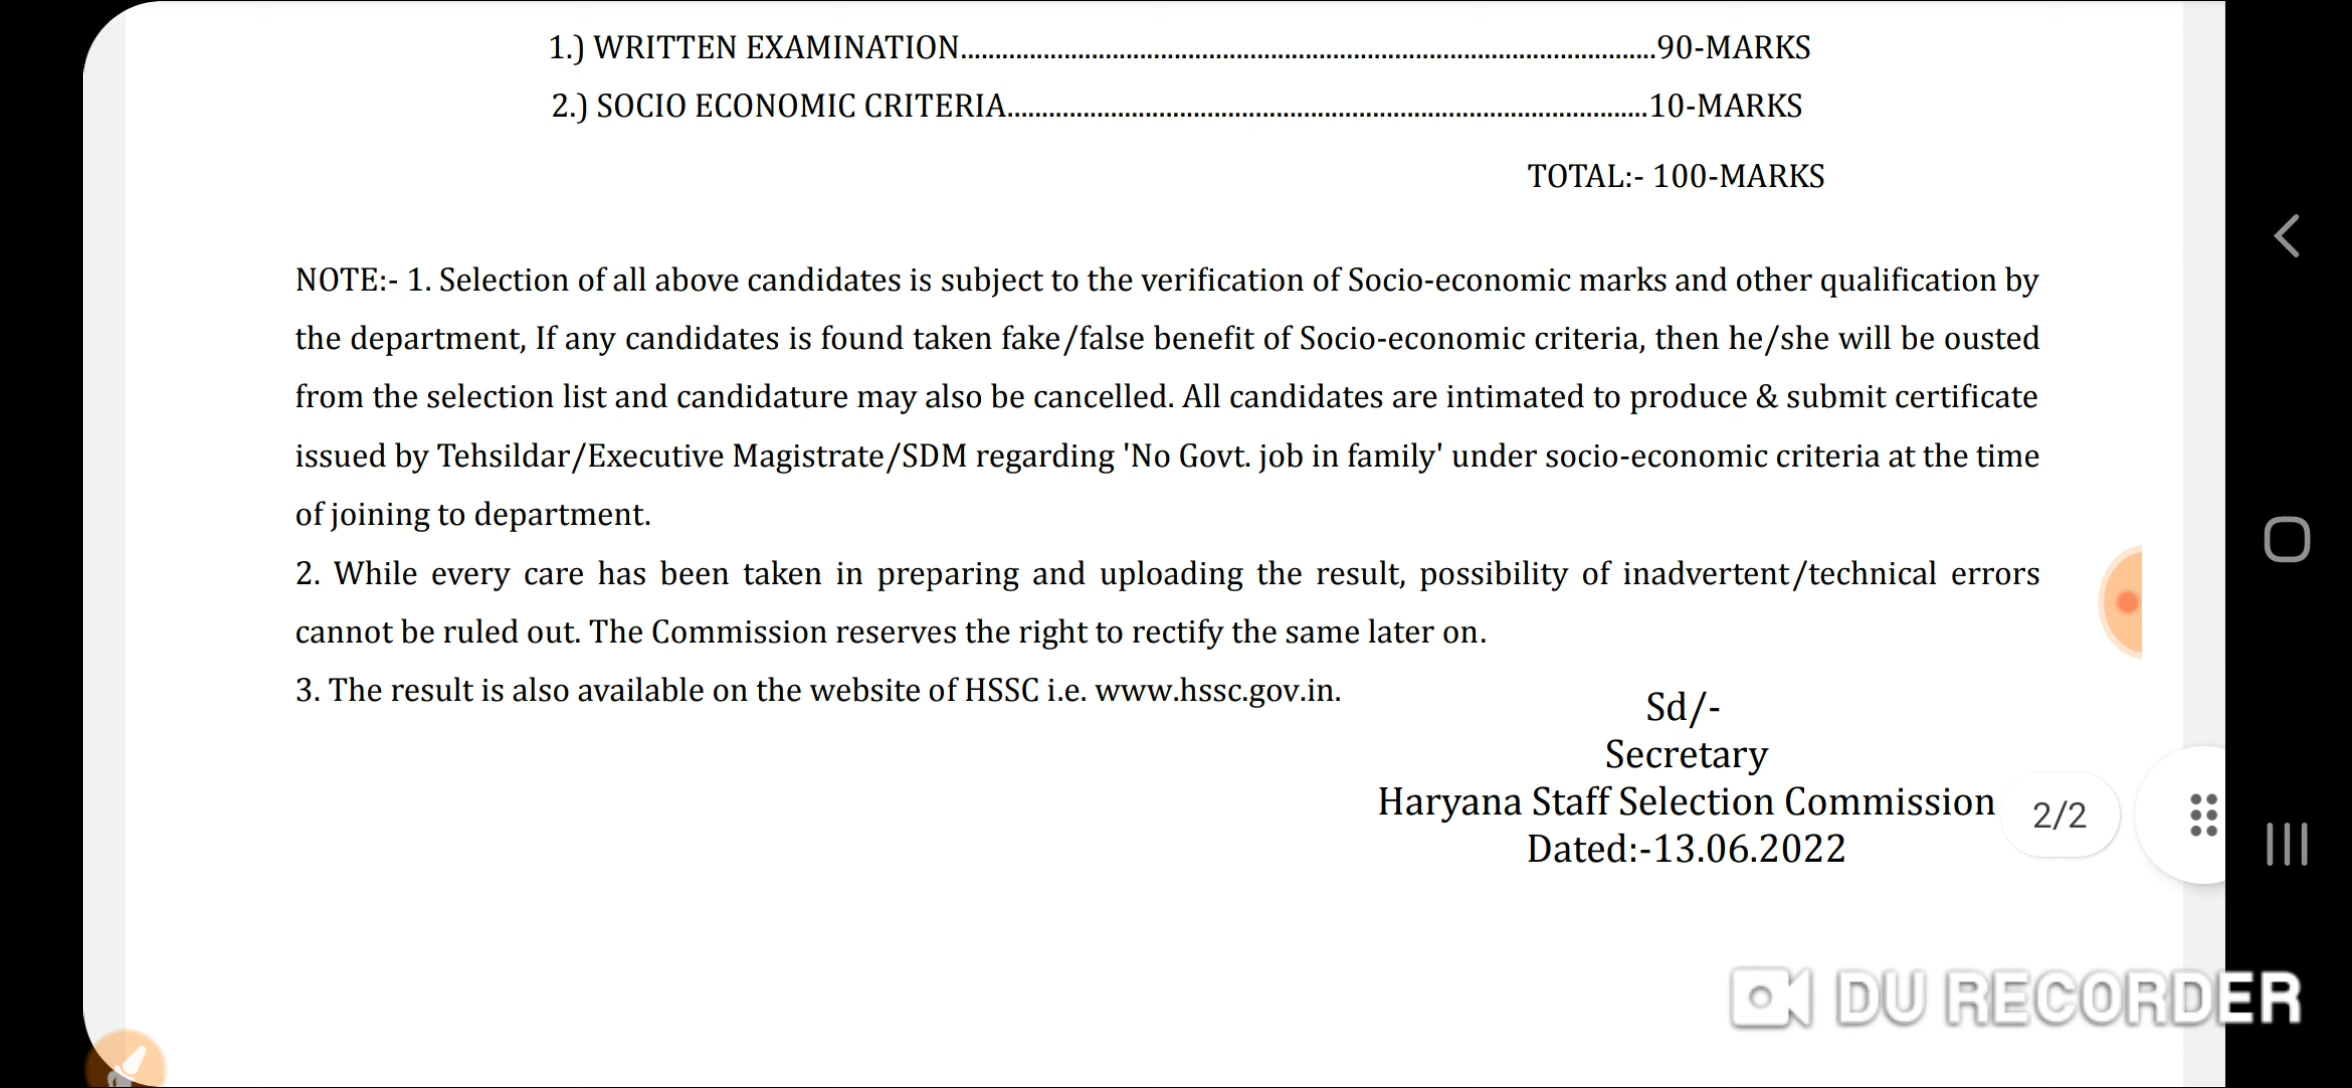 1.) WRITTEN EXAMINATION.............................................................................................90-MARKS
2.) SOCIO ECONOMIC CRITERIA.....................................................................................10-MARKS
TOTAL:- 100-MARKS
NOTE:- 1. Selection of all above candidates is subject to the verification of Socio-economic marks and other qualification by
the department, If any candidates is found taken fake/false benefit of Socio-economic criteria, then he/she will be ousted
from the selection list and candidature may also be cancelled. All candidates are intimated to produce & submit certificate
issued by Tehsildar/Executive Magistrate/SDM regarding 'No Govt. job in family' under socio-economic criteria at the time
of joining to department.
2. While every care has been taken in preparing and uploading the result, possibility of inadvertent/technical errors
cannot be ruled out. The Commission reserves the right to rectify the same later on.
3. The result is also available on the website of HSSC i.e. www.hssc.gov.in.
Sd/-
Secretary
Haryana Staff Selection Commission
Dated:-13.06.2022
2/2
DU RECORDER